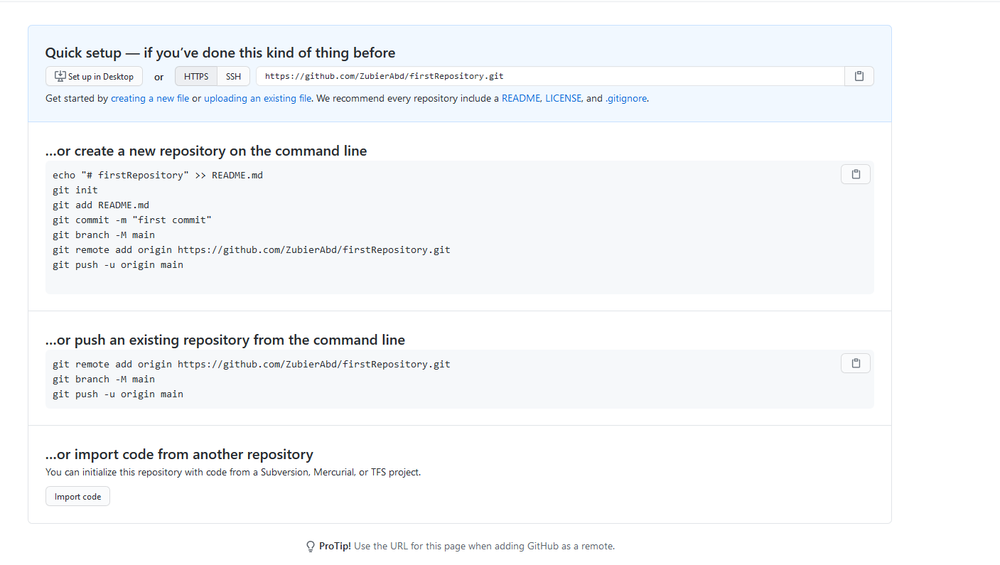 Quick setup — if you’ve done this kind of thing before
Set up in Desktop or HTTPS SSH https://github.com/ZubierAbd/firstRepository.git
Get started by creating a new file or uploading an existing file. We recommend every repository include a README, LICENSE, and .gitignore.
…or create a new repository on the command line
echo "# firstRepository" >> README.md
git init
git add README.md
git commit -m "first commit"
git branch -M main
git remote add origin https://github.com/ZubierAbd/firstRepository.git
git push -u origin main
…or push an existing repository from the command line
git remote add origin https://github.com/ZubierAbd/firstRepository.git
git branch -M main
git push -u origin main
…or import code from another repository
You can initialize this repository with code from a Subversion, Mercurial, or TFS project.
Import code
ProTip! Use the URL for this page when adding GitHub as a remote.